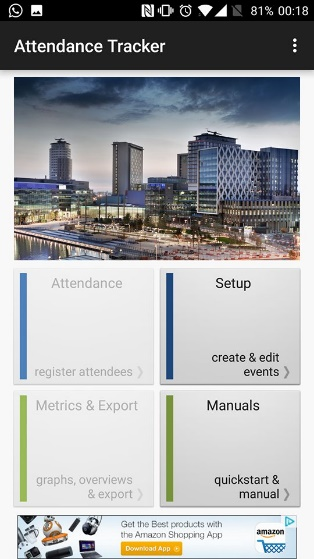 81% 00:18
Attendance Tracker
Attendance
register attendees
Setup
create & edit
events
Metrics & Export
graphs, overviews
& export
Manuals
quickstart &
manual
Get the Best products with
the Amazon Shopping App
Download App
amazon